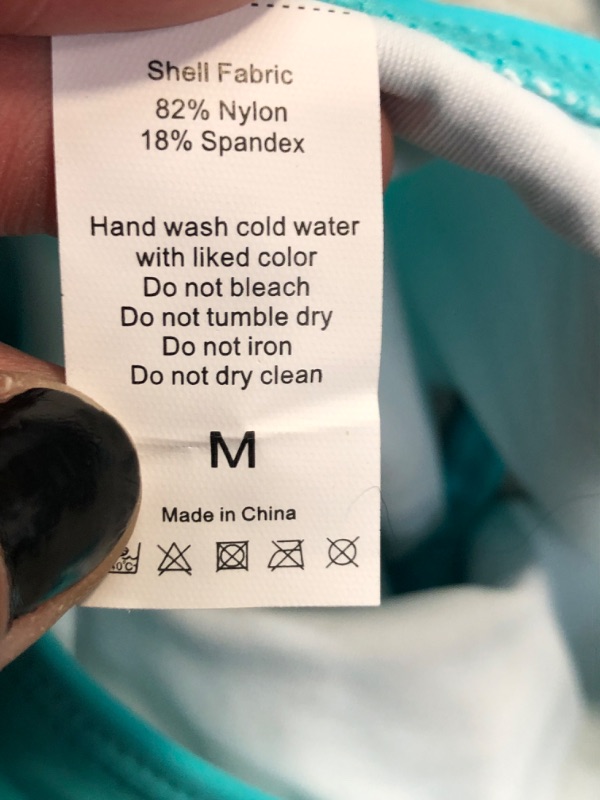 Shell Fabric
82% Nylon
18% Spandex
Hand wash cold water
with liked color
Do not bleach
Do not tumble dry
Do not iron
Do not dry clean
M
Made in China